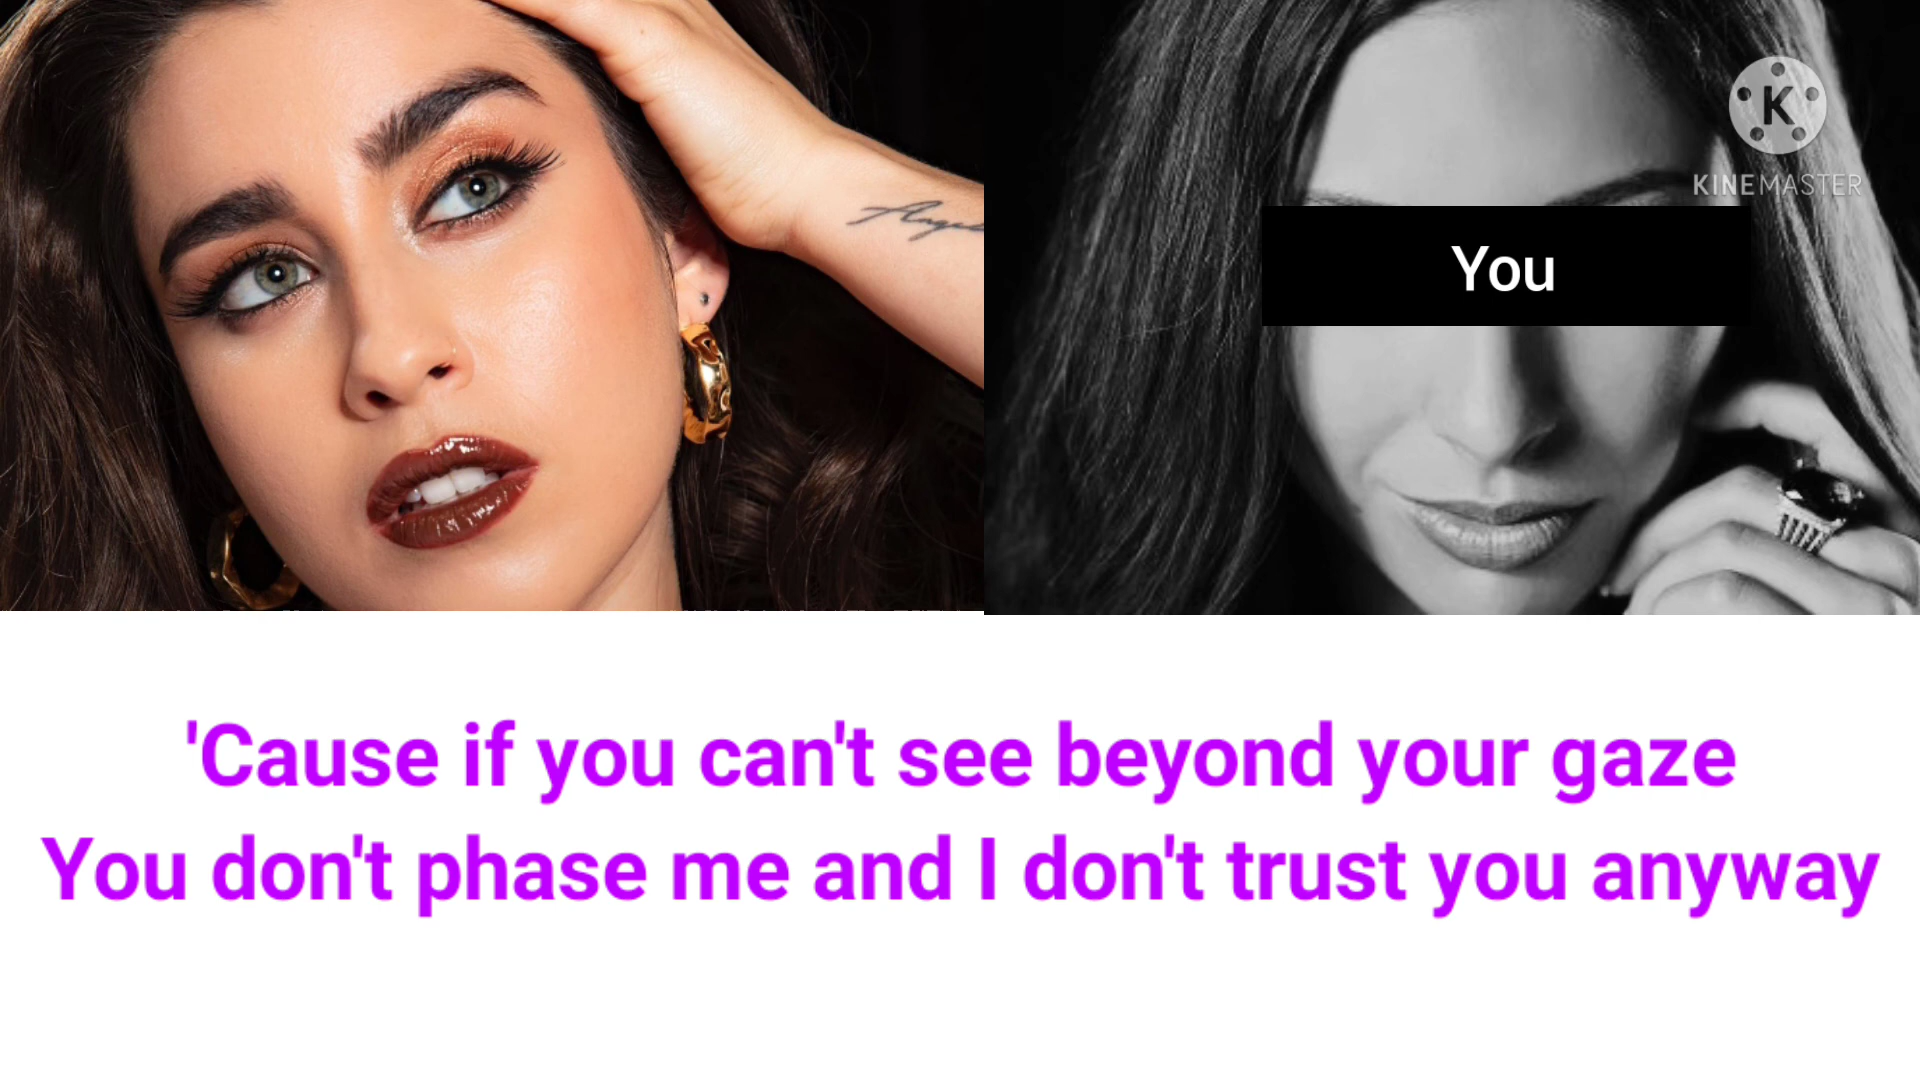 K
KINEMASTER
You
'Cause if you can't see beyond your gaze
You don't phase me and I don't trust you anyway